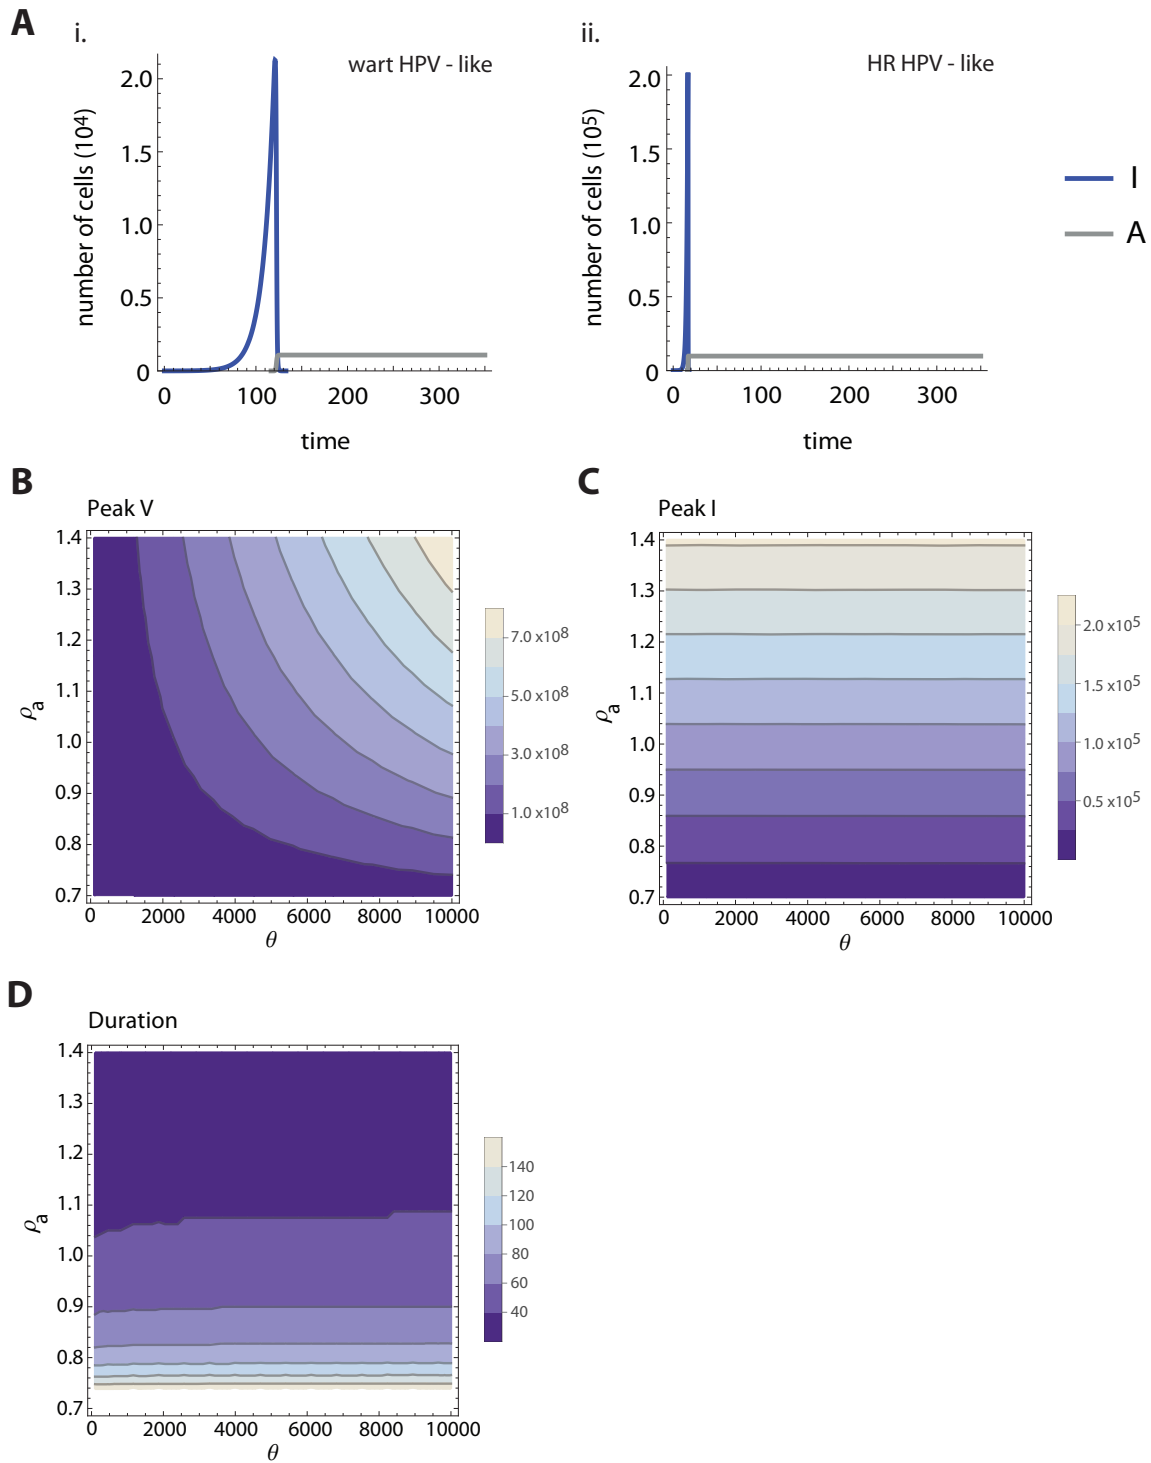 A
i.
wart HPV - like
number of cells (10⁴)
2.0
1.5
1.0
0.5
0
0 100 200 300
time
ii.
HR HPV - like
number of cells (10⁵)
2.0
1.5
1.0
0.5
0
0 100 200 300
time
I
A
B
Peak V
ρa
1.4
1.3
1.2
1.1
1.0
0.9
0.8
0.7
0 2000 4000 6000 8000 10000
θ
7.0 x10⁸
5.0 x10⁸
3.0 x10⁸
1.0 x10⁸
C
Peak I
ρa
1.4
1.3
1.2
1.1
1.0
0.9
0.8
0.7
0 2000 4000 6000 8000 10000
θ
2.0 x10⁵
1.5 x10⁵
1.0 x10⁵
0.5 x10⁵
D
Duration
ρa
1.4
1.3
1.2
1.1
1.0
0.9
0.8
0.7
0 2000 4000 6000 8000 10000
θ
140
120
100
80
60
40